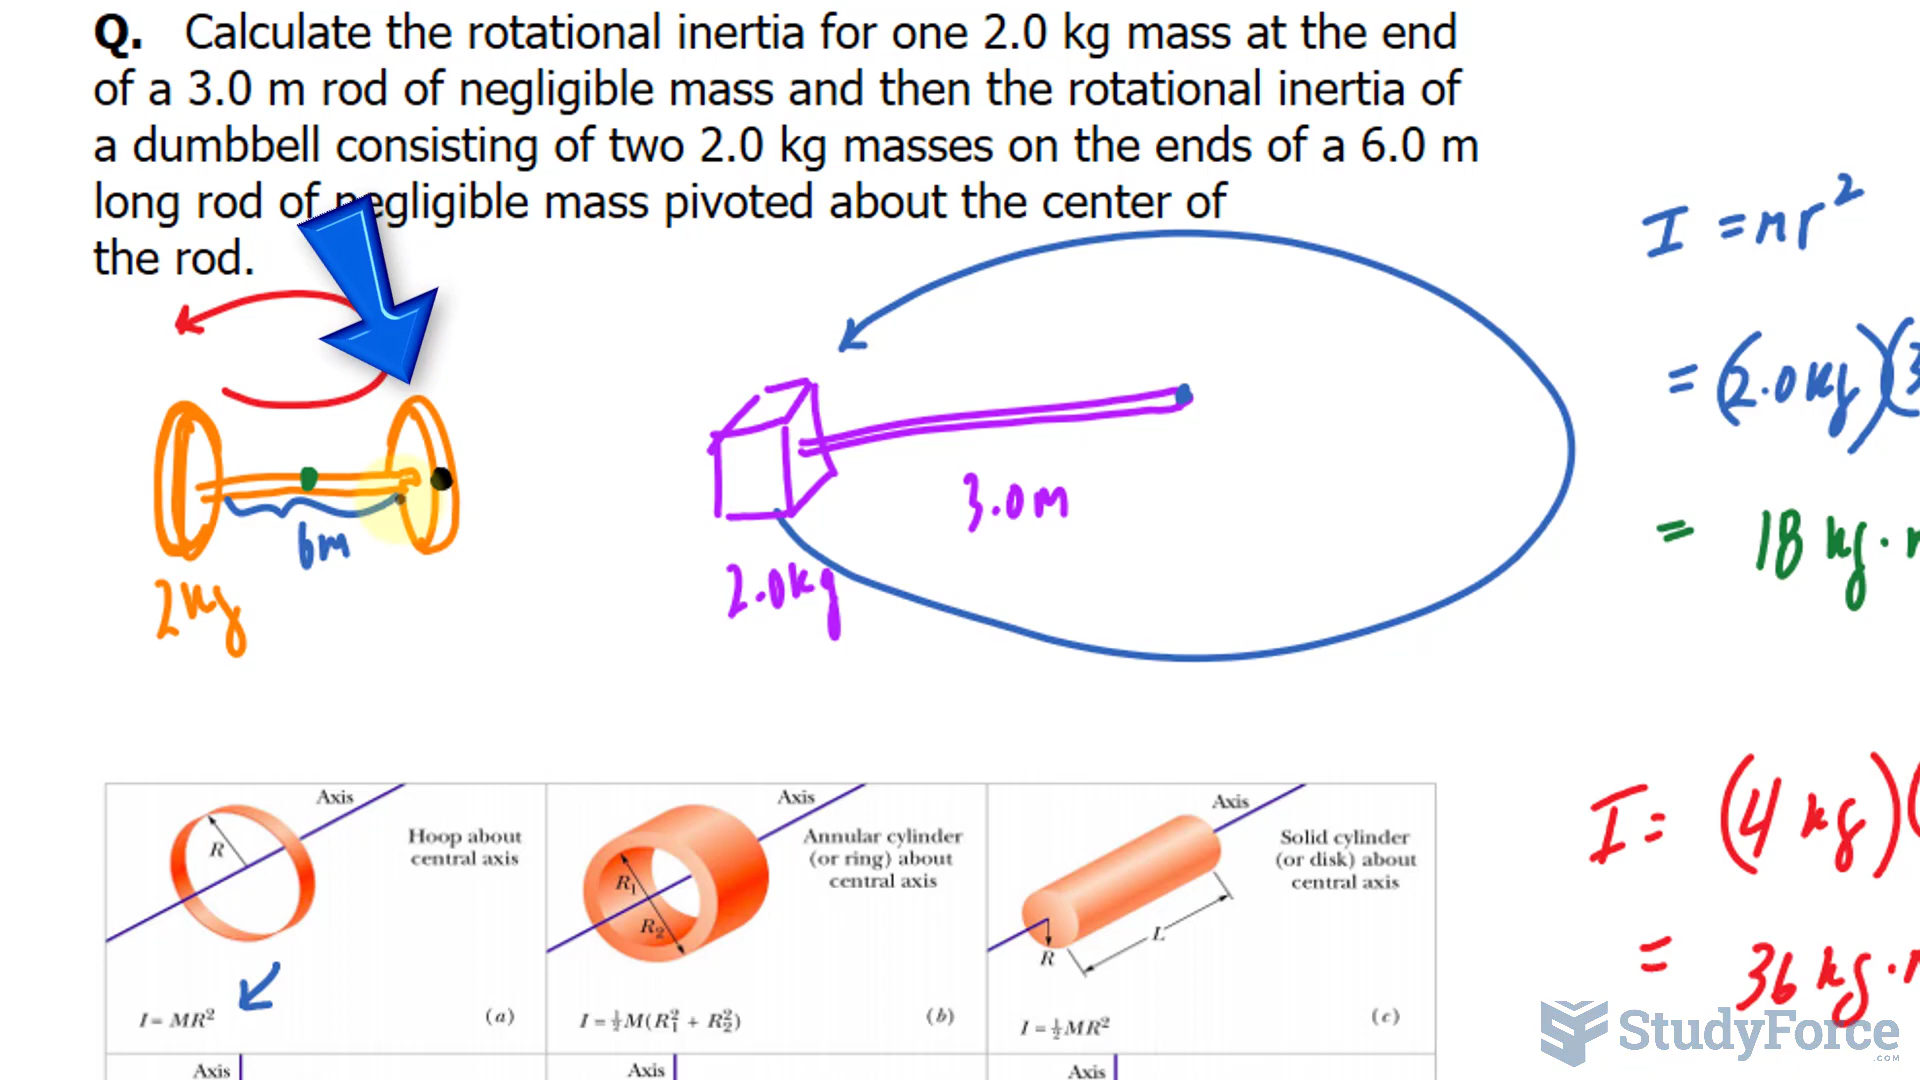 Q. Calculate the rotational inertia for one 2.0 kg mass at the end
of a 3.0 m rod of negligible mass and then the rotational inertia of
a dumbbell consisting of two 2.0 kg masses on the ends of a 6.0 m
long rod of negligible mass pivoted about the center of
the rod.
I = mr²
= (2.0kg)(3
= 18 kg·
6m
2kg
3.0m
2.0kg
I = (4 kg)(
= 36 kg·
Axis
R
Hoop about
central axis
I = MR²
(a)
Axis
R₁
R₂
Annular cylinder
(or ring) about
central axis
I = ½M(R₁² + R₂²)
(b)
Axis
R
L
Solid cylinder
(or disk) about
central axis
I = ½MR²
(c)
Axis
Axis
Axis
StudyForce
.COM